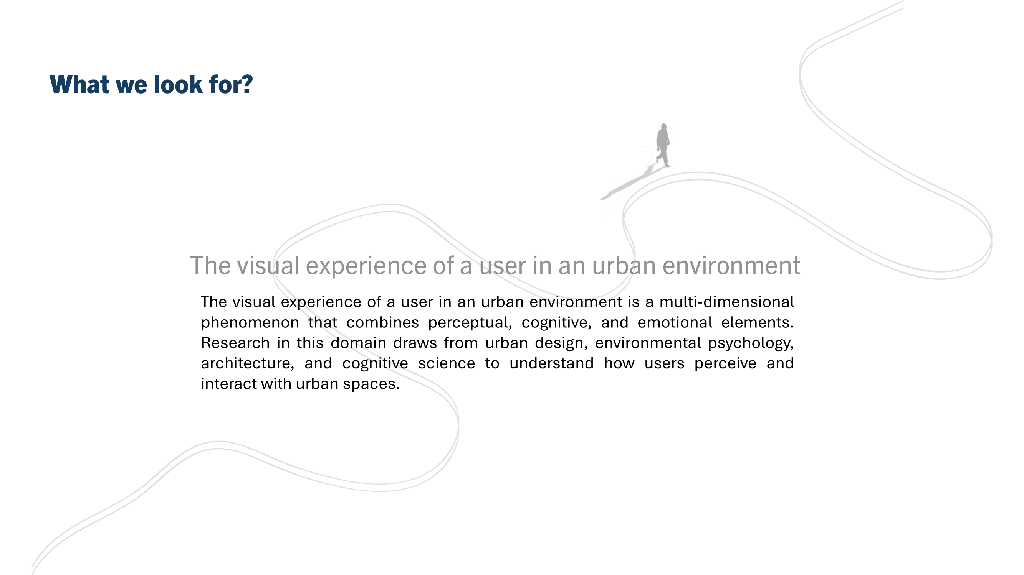 What we look for?
The visual experience of a user in an urban environment
The visual experience of a user in an urban environment is a multi-dimensional
phenomenon that combines perceptual, cognitive, and emotional elements.
Research in this domain draws from urban design, environmental psychology,
architecture, and cognitive science to understand how users perceive and
interact with urban spaces.